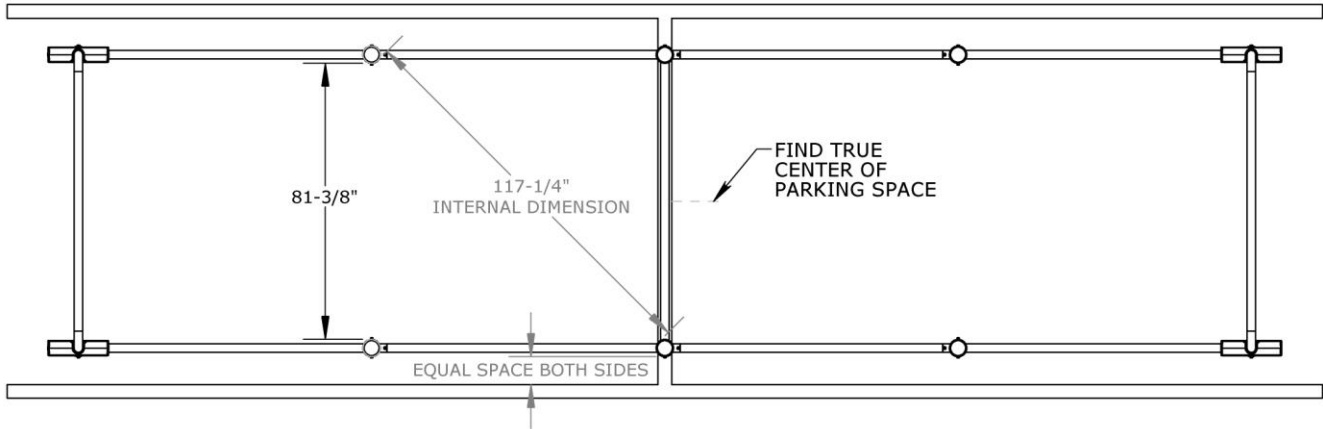 FIND TRUE
CENTER OF
PARKING SPACE
117-1/4"
INTERNAL DIMENSION
81-3/8"
EQUAL SPACE BOTH SIDES